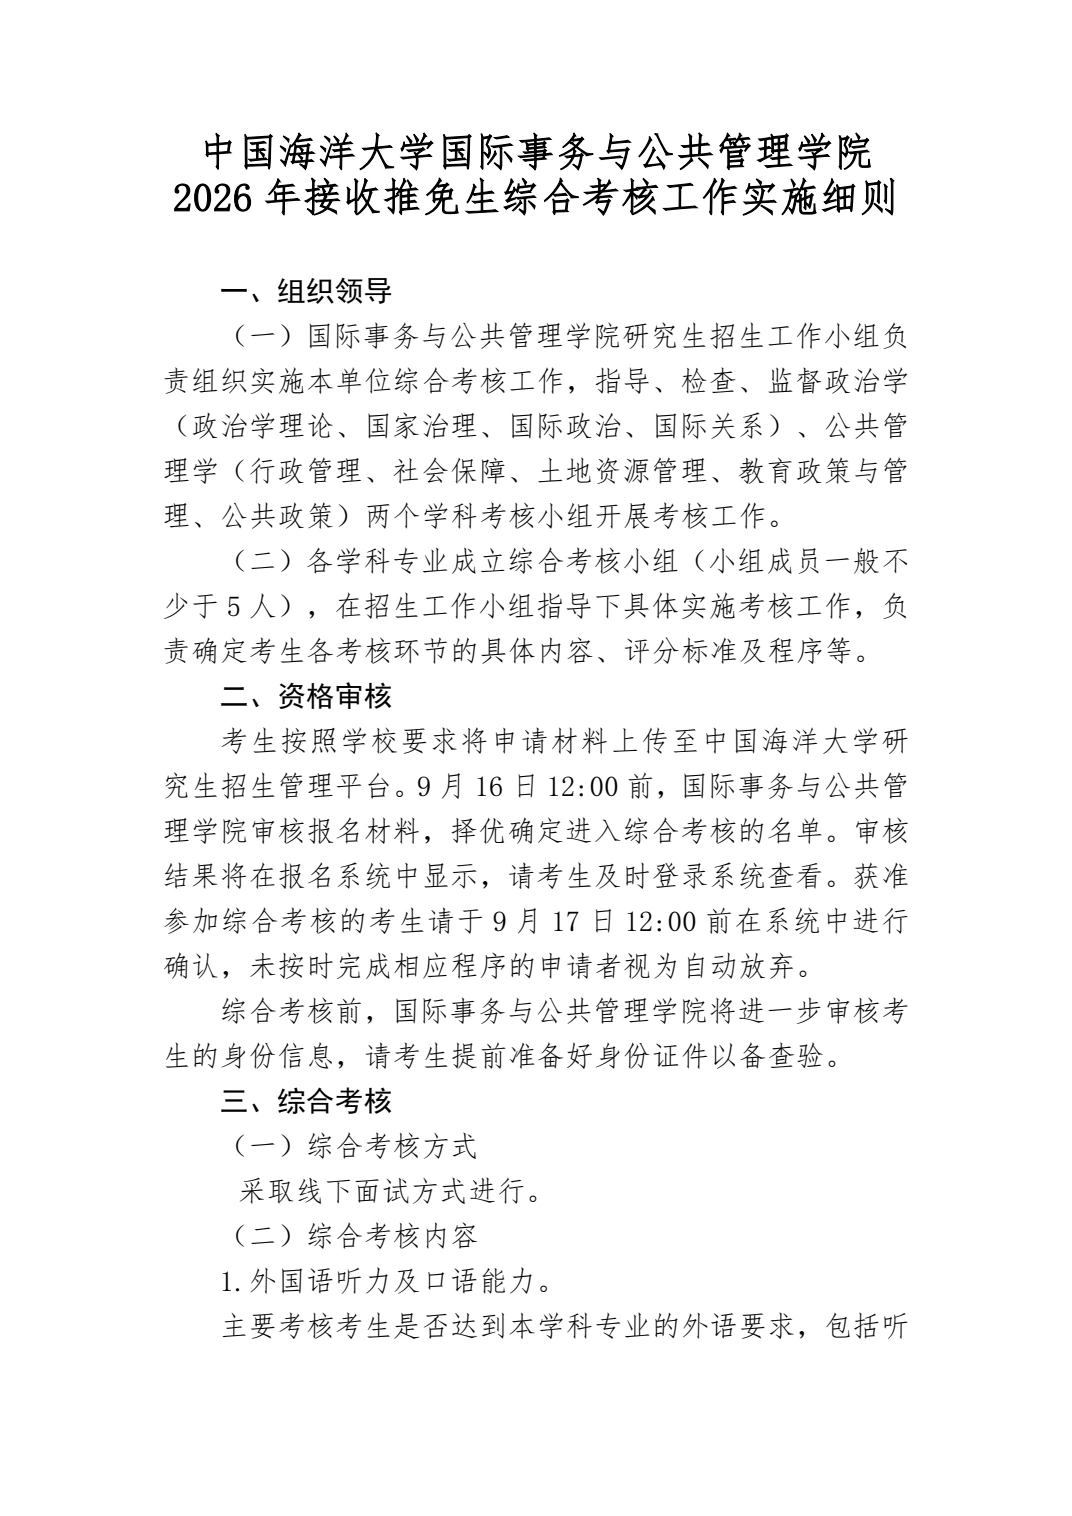 中国海洋大学国际事务与公共管理学院
2026 年接收推免生综合考核工作实施细则
一、组织领导
（一）国际事务与公共管理学院研究生招生工作小组负
责组织实施本单位综合考核工作，指导、检查、监督政治学
（政治学理论、国家治理、国际政治、国际关系）、公共管
理学（行政管理、社会保障、土地资源管理、教育政策与管
理、公共政策）两个学科考核小组开展考核工作。
（二）各学科专业成立综合考核小组（小组成员一般不
少于 5 人），在招生工作小组指导下具体实施考核工作，负
责确定考生各考核环节的具体内容、评分标准及程序等。
二、资格审核
考生按照学校要求将申请材料上传至中国海洋大学研
究生招生管理平台。9 月 16 日 12:00 前，国际事务与公共管
理学院审核报名材料，择优确定进入综合考核的名单。审核
结果将在报名系统中显示，请考生及时登录系统查看。获准
参加综合考核的考生请于 9 月 17 日 12:00 前在系统中进行
确认，未按时完成相应程序的申请者视为自动放弃。
综合考核前，国际事务与公共管理学院将进一步审核考
生的身份信息，请考生提前准备好身份证件以备查验。
三、综合考核
（一）综合考核方式
采取线下面试方式进行。
（二）综合考核内容
1.外国语听力及口语能力。
主要考核考生是否达到本学科专业的外语要求，包括听